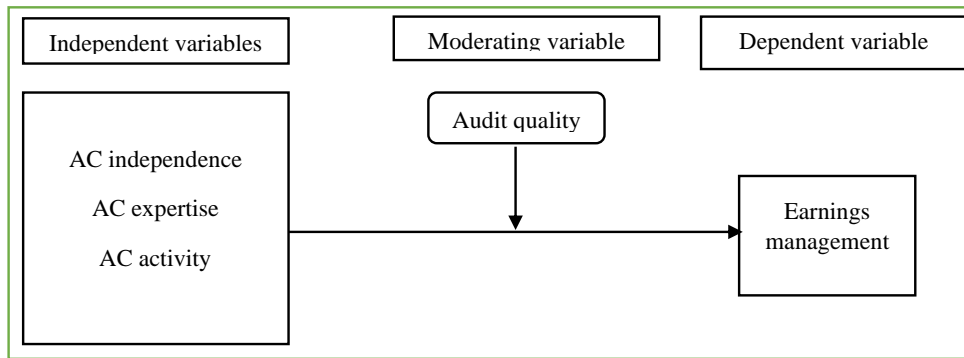 Independent variables
Moderating variable
Dependent variable
Audit quality
AC independence
AC expertise
AC activity
Earnings
management